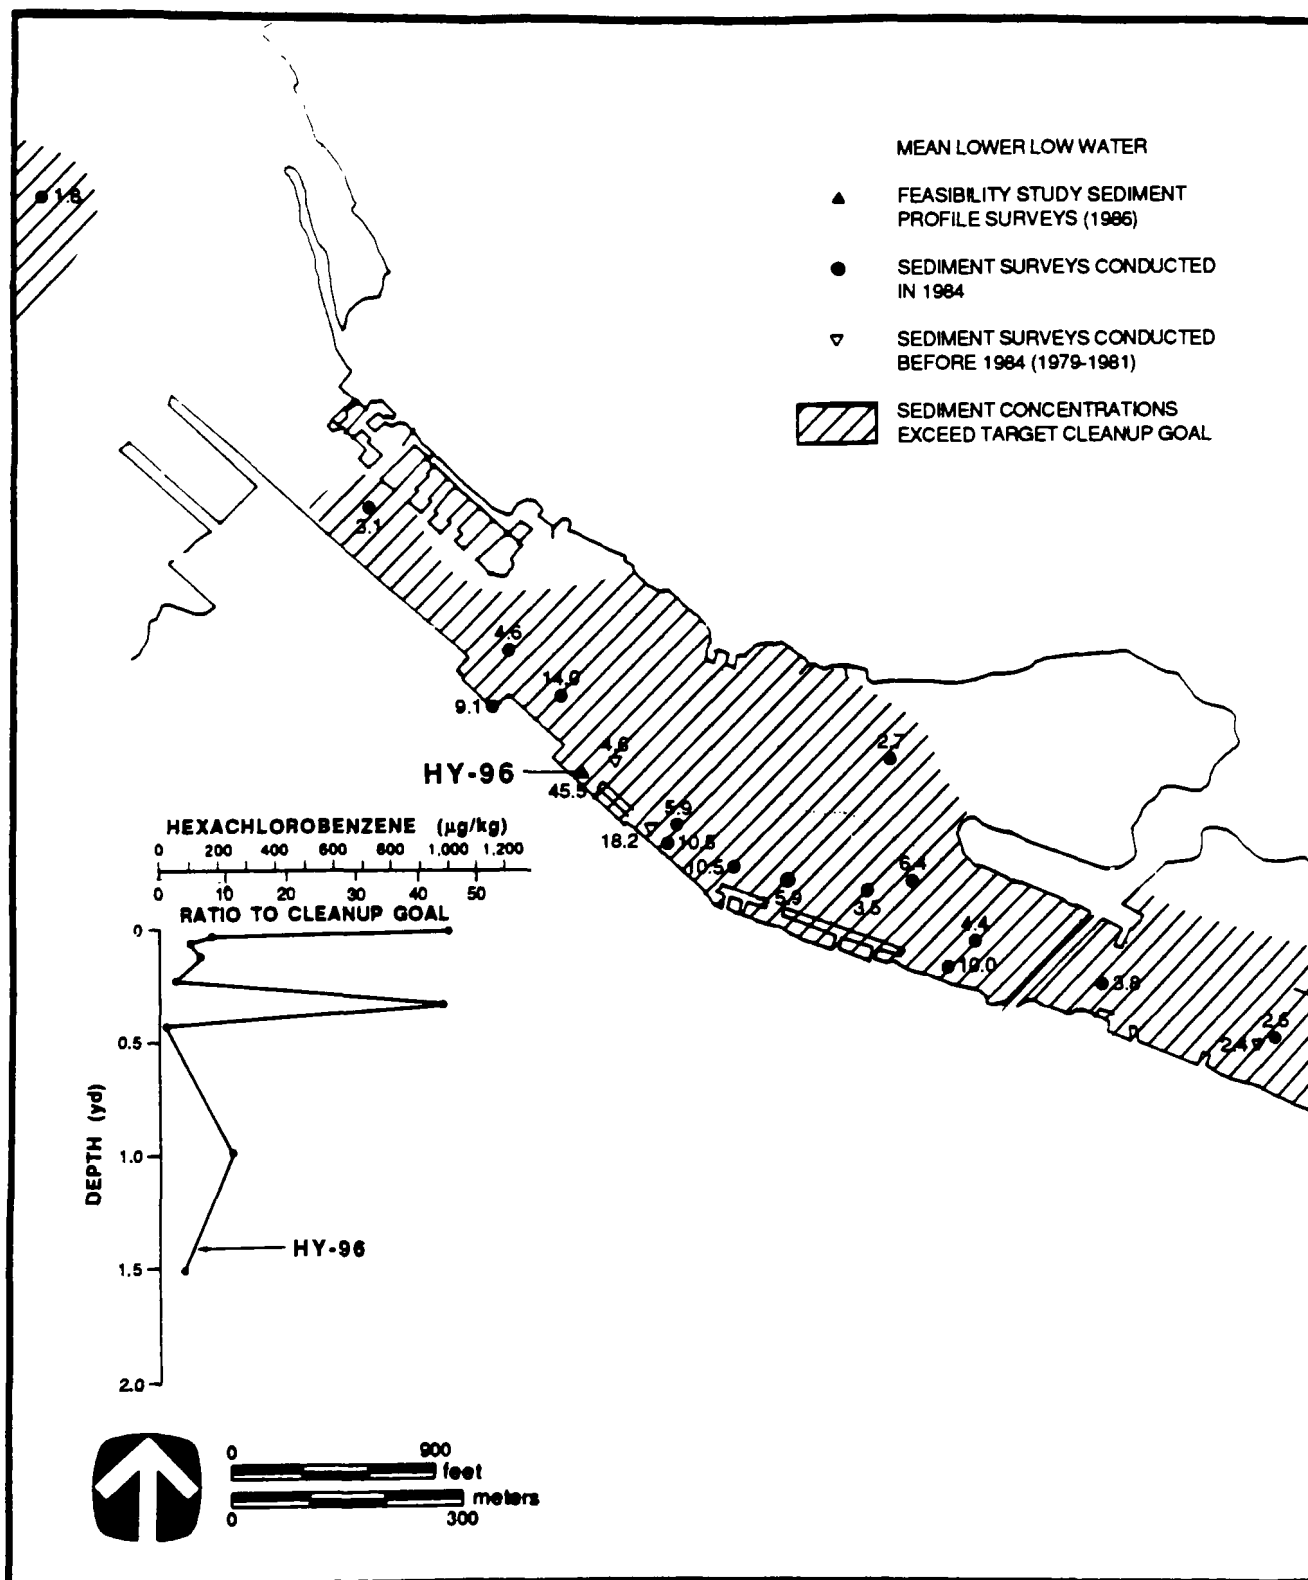 MEAN LOWER LOW WATER
FEASIBILITY STUDY SEDIMENT
PROFILE SURVEYS (1986)
SEDIMENT SURVEYS CONDUCTED
IN 1984
SEDIMENT SURVEYS CONDUCTED
BEFORE 1984 (1979-1981)
SEDIMENT CONCENTRATIONS
EXCEED TARGET CLEANUP GOAL
1.8
3.1
4.6
14.0
9.1
4.6
2.7
HY-96
45.5
5.9
18.2
10.5
10.5
5.9
3.5
6.4
4.4
10.0
3.8
2.5
2.4
HEXACHLOROBENZENE (µg/kg)
0 200 400 600 800 1,000 1,200
0 10 20 30 40 50
RATIO TO CLEANUP GOAL
0
0.5
1.0
1.5
2.0
DEPTH (yd)
HY-96
0 900
feet
meters
0 300